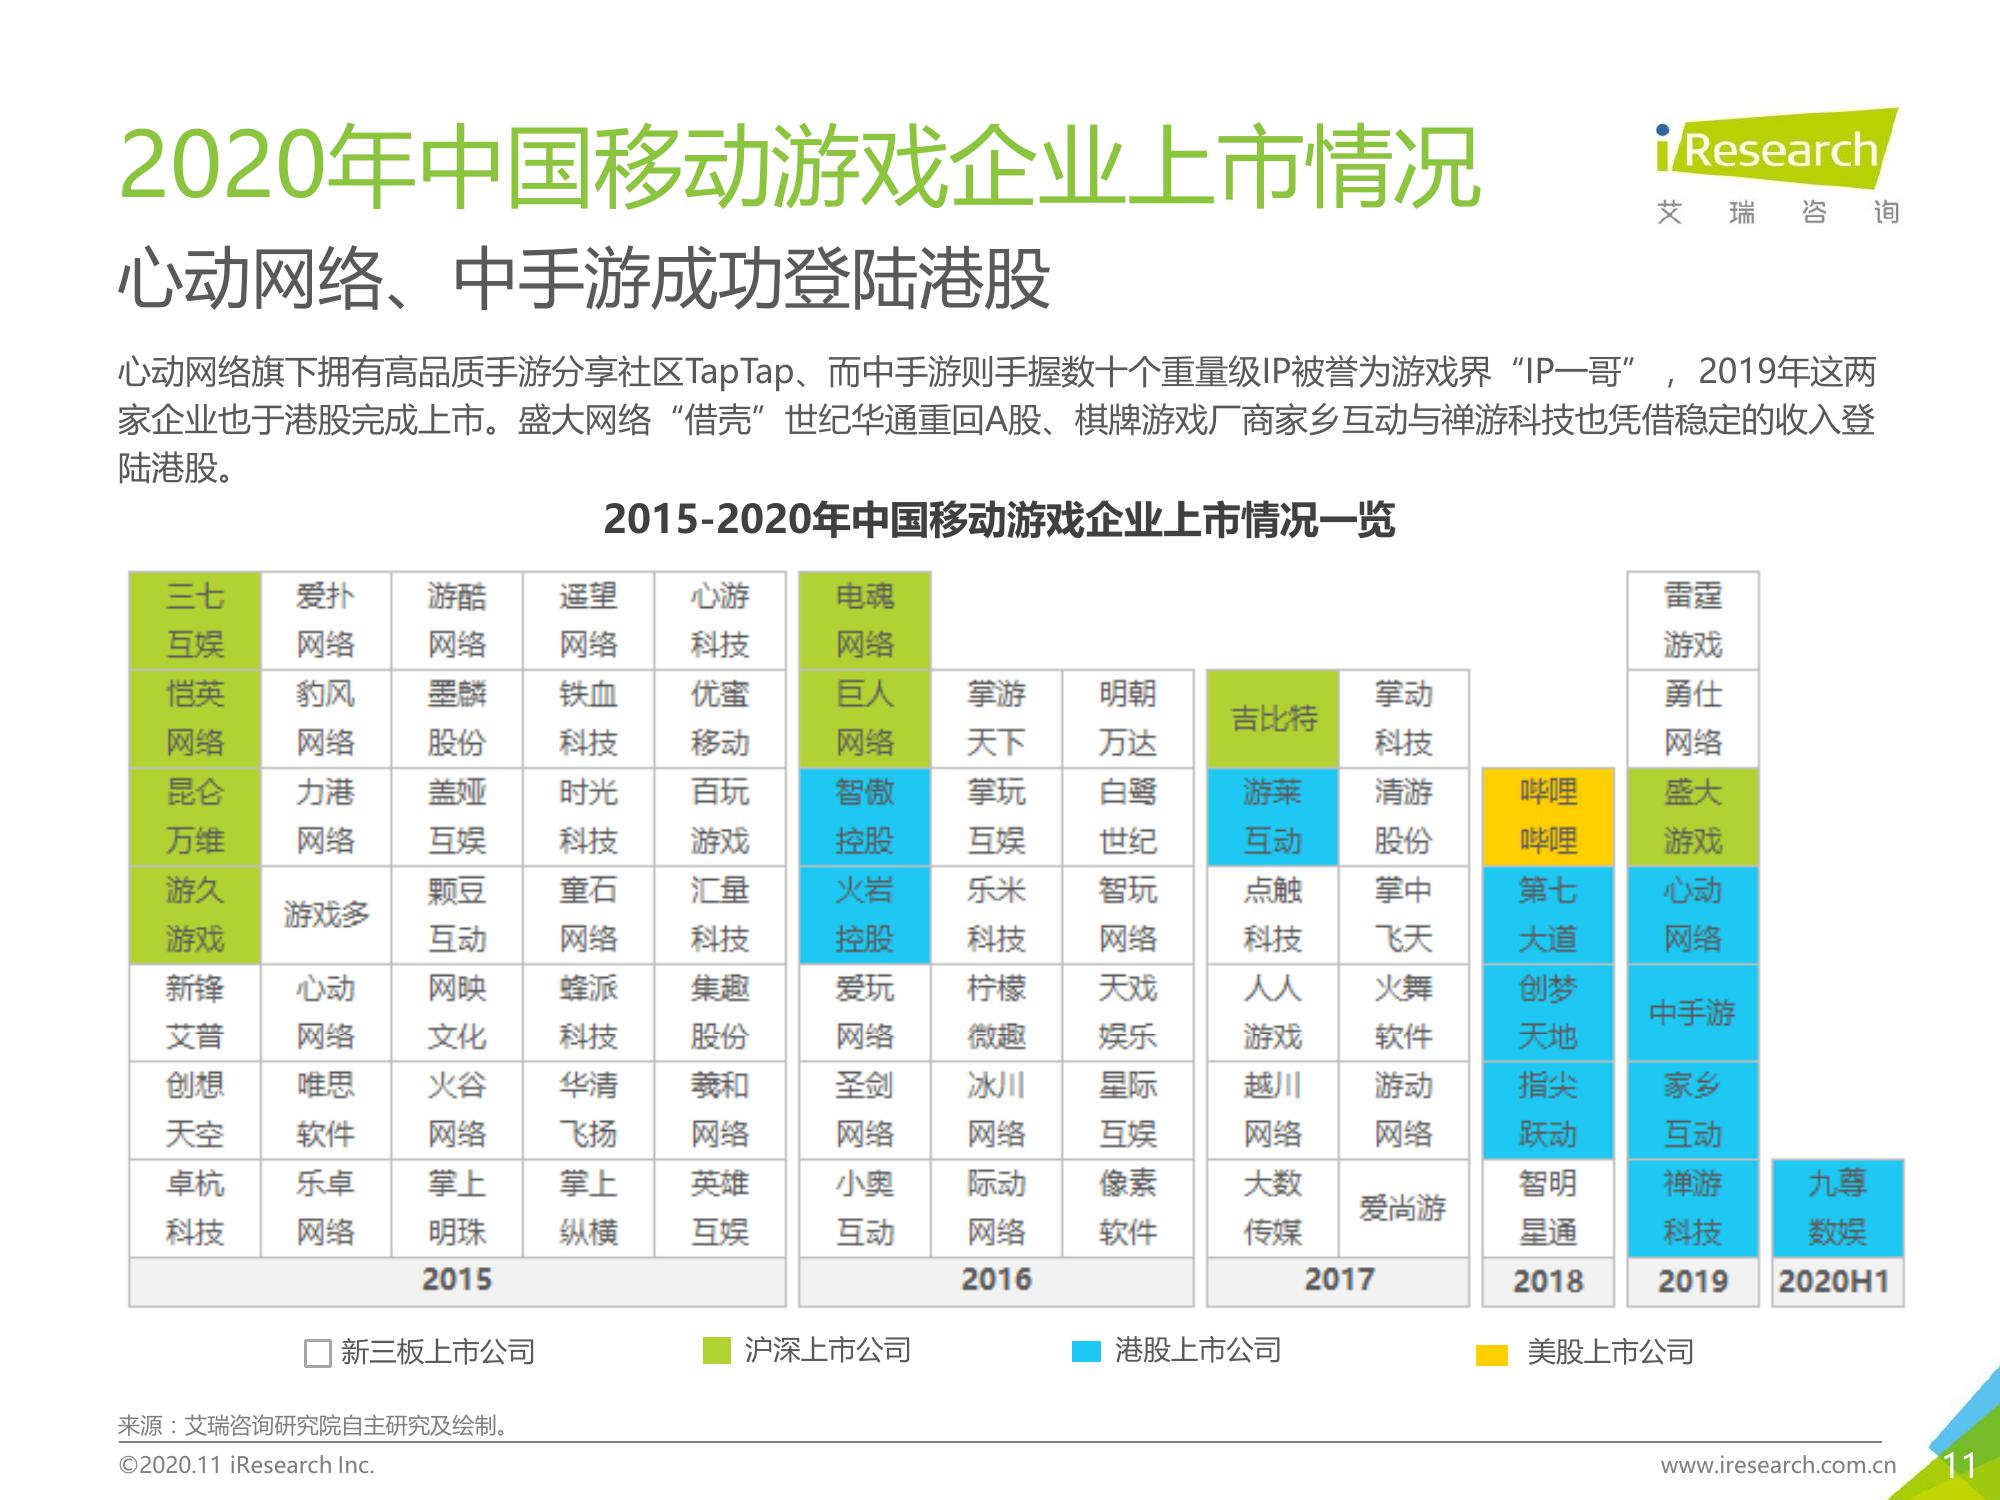 2020年中国移动游戏企业上市情况
iResearch
艾瑞咨询
心动网络、中手游成功登陆港股
心动网络旗下拥有高品质手游分享社区TapTap、而中手游则手握数十个重量级IP被誉为游戏界“IP一哥”，2019年这两
家企业也于港股完成上市。盛大网络“借壳”世纪华通重回A股、棋牌游戏厂商家乡互动与禅游科技也凭借稳定的收入登
陆港股。
2015-2020年中国移动游戏企业上市情况一览
三七 爱扑 游酷 遥望 心游 电魂 雷霆
互娱 网络 网络 网络 科技 网络 游戏
恺英 豹风 墨麟 铁血 优蜜 巨人 掌游 明朝 吉比特 掌动 勇仕
网络 网络 股份 科技 移动 网络 天下 万达 科技 网络
昆仑 力港 盖娅 时光 百玩 智傲 掌玩 白鹭 游莱 清游 哔哩 盛大
万维 网络 互娱 科技 游戏 控股 互娱 世纪 互动 股份 哔哩 游戏
游久 游戏多 颗豆 童石 汇量 火岩 乐米 智玩 点触 掌中 第七 心动
游戏 互动 网络 科技 控股 科技 网络 科技 飞天 大道 网络
新锋 心动 网映 蜂派 集趣 爱玩 柠檬 天戏 人人 火舞 创梦 中手游
艾普 网络 文化 科技 股份 网络 微趣 娱乐 游戏 软件 天地
创想 唯思 火谷 华清 羲和 圣剑 冰川 星际 越川 游动 指尖 家乡
天空 软件 网络 飞扬 网络 网络 网络 互娱 网络 网络 跃动 互动
卓杭 乐卓 掌上 掌上 英雄 小奥 际动 像素 大数 爱尚游 智明 禅游 九尊
科技 网络 明珠 纵横 互娱 互动 网络 软件 传媒 星通 科技 数娱
2015 2016 2017 2018 2019 2020H1
新三板上市公司 沪深上市公司 港股上市公司 美股上市公司
来源：艾瑞咨询研究院自主研究及绘制。
©2020.11 iResearch Inc.
www.iresearch.com.cn
11